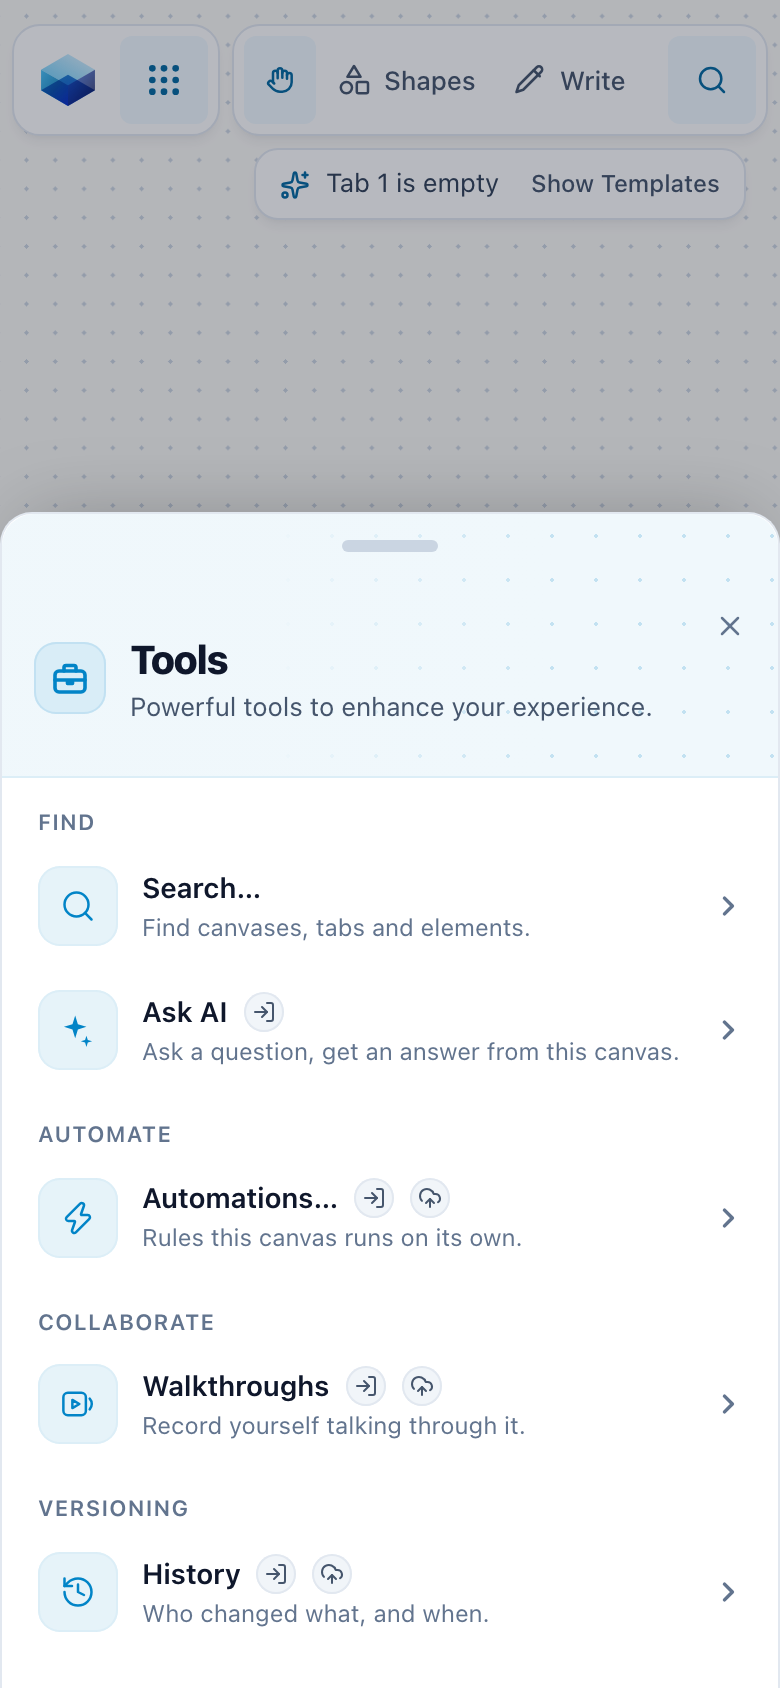 Shapes
Write
Tab 1 is empty
Show Templates
Tools
Powerful tools to enhance your experience.
FIND
Search...
Find canvases, tabs and elements.
Ask AI
Ask a question, get an answer from this canvas.
AUTOMATE
Automations...
Rules this canvas runs on its own.
COLLABORATE
Walkthroughs
Record yourself talking through it.
VERSIONING
History
Who changed what, and when.